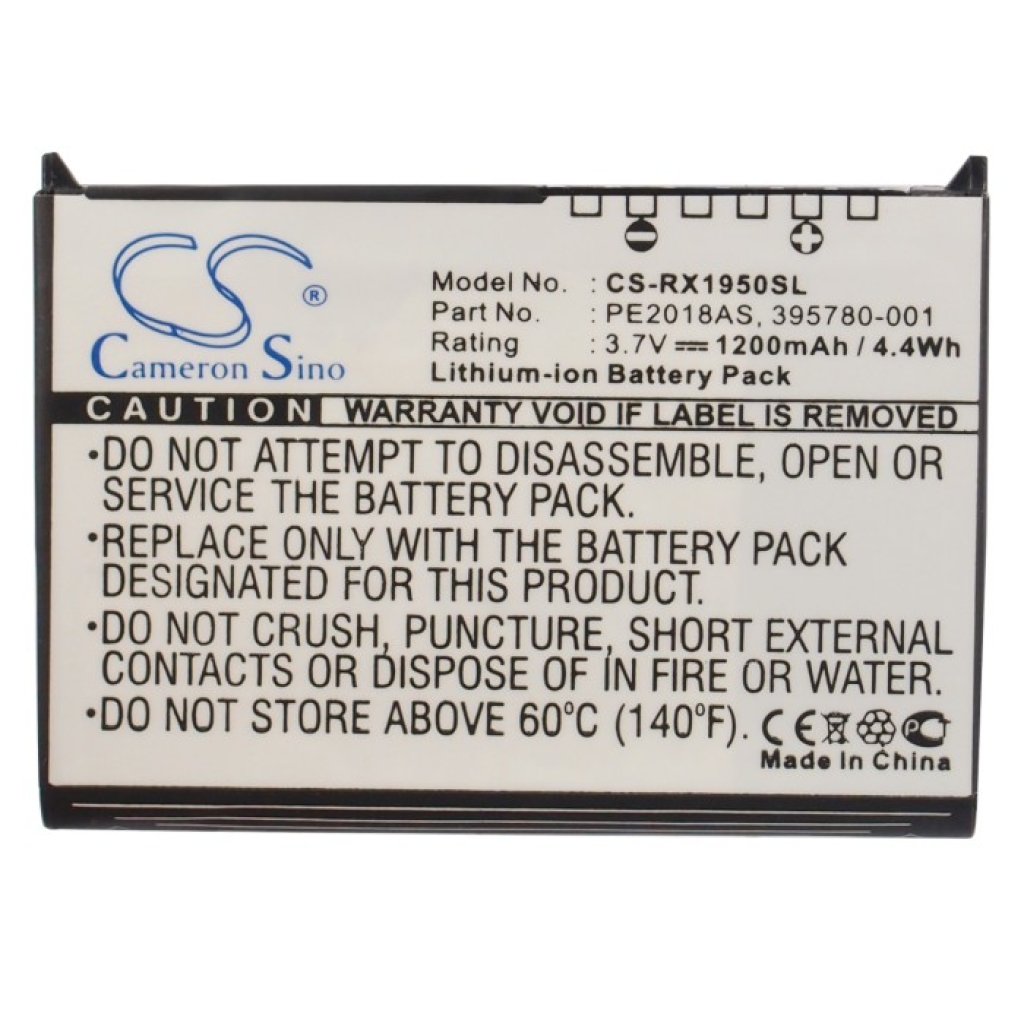 CS ®
Cameron Sino
Model No. : CS-RX1950SL
Part No. : PE2018AS, 395780-001
Rating : 3.7V ⎓ 1200mAh / 4.4Wh
Lithium-ion Battery Pack
CAUTION WARRANTY VOID IF LABEL IS REMOVED
•DO NOT ATTEMPT TO DISASSEMBLE, OPEN OR
SERVICE THE BATTERY PACK.
•REPLACE ONLY WITH THE BATTERY PACK
DESIGNATED FOR THIS PRODUCT.
•DO NOT CRUSH, PUNCTURE, SHORT EXTERNAL
CONTACTS OR DISPOSE OF IN FIRE OR WATER.
•DO NOT STORE ABOVE 60°C (140°F). CE PCT
Made In China